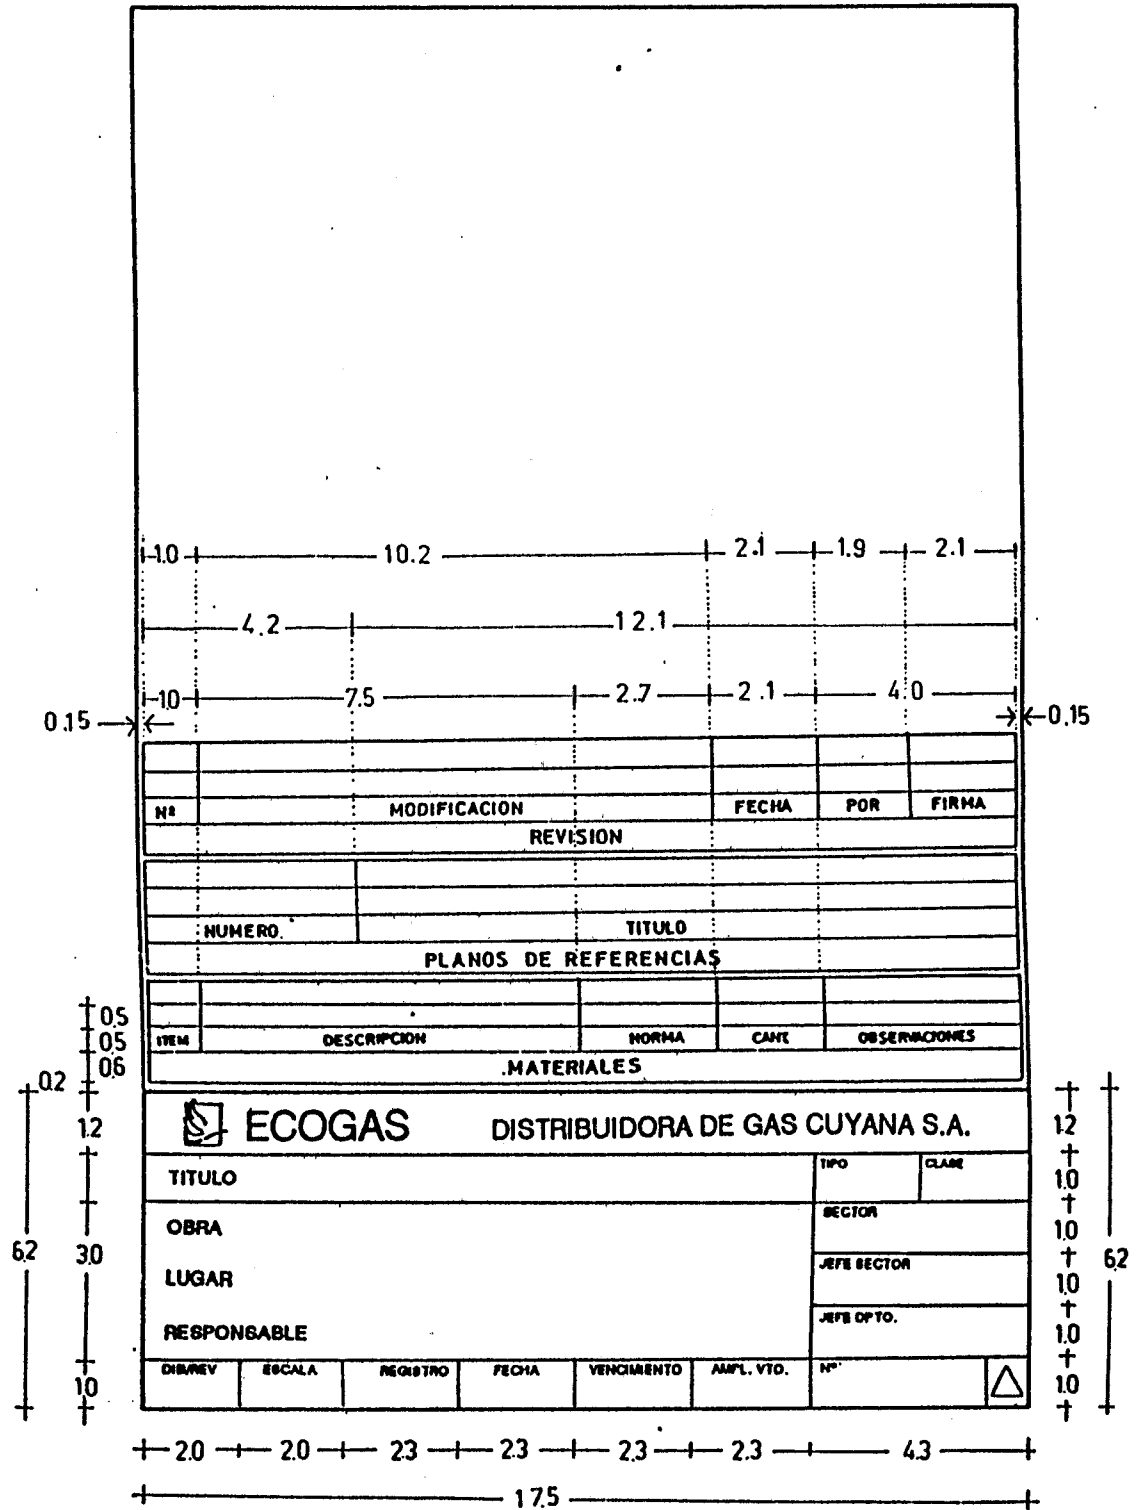 1.0 10.2 2.1 1.9 2.1
4.2 12.1
1.0 7.5 2.7 2.1 4.0
0.15 0.15
Nº MODIFICACION FECHA POR FIRMA
REVISION
NUMERO. TITULO
PLANOS DE REFERENCIAS
0.5
0.5 ITEM DESCRIPCION NORMA CANT. OBSERVACIONES
0.6 MATERIALES
0.2
1.2 ECOGAS DISTRIBUIDORA DE GAS CUYANA S.A. 1.2
TITULO TIPO CLASE 1.0
OBRA SECTOR 1.0
6.2 3.0 LUGAR JEFE SECTOR 1.0 6.2
RESPONSABLE JEFE DPTO. 1.0
1.0 DIB/REV ESCALA REGISTRO FECHA VENCIMIENTO AMPL. VTO. Nº 1.0
2.0 2.0 2.3 2.3 2.3 2.3 4.3
17.5